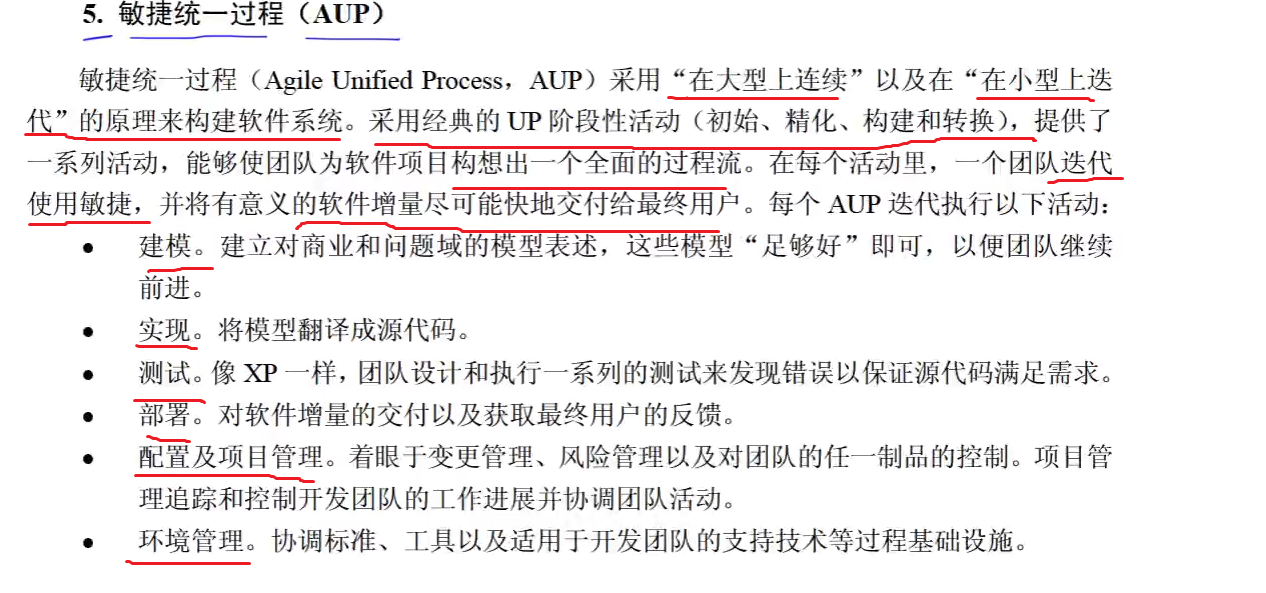 5. 敏捷统一过程（AUP）
敏捷统一过程（Agile Unified Process，AUP）采用“在大型上连续”以及在“在小型上迭
代”的原理来构建软件系统。采用经典的 UP 阶段性活动（初始、精化、构建和转换），提供了
一系列活动，能够使团队为软件项目构想出一个全面的过程流。在每个活动里，一个团队迭代
使用敏捷，并将有意义的软件增量尽可能快地交付给最终用户。每个 AUP 迭代执行以下活动：
● 建模。建立对商业和问题域的模型表述，这些模型“足够好”即可，以便团队继续
前进。
● 实现。将模型翻译成源代码。
● 测试。像 XP 一样，团队设计和执行一系列的测试来发现错误以保证源代码满足需求。
● 部署。对软件增量的交付以及获取最终用户的反馈。
● 配置及项目管理。着眼于变更管理、风险管理以及对团队的任一制品的控制。项目管
理追踪和控制开发团队的工作进展并协调团队活动。
● 环境管理。协调标准、工具以及适用于开发团队的支持技术等过程基础设施。